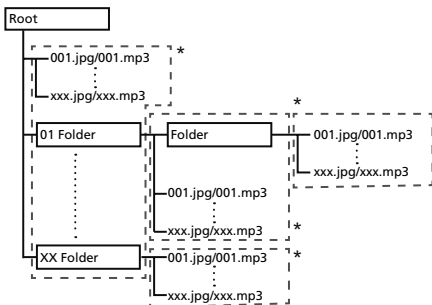 Root
001.jpg/001.mp3
*
xxx.jpg/xxx.mp3
*
01 Folder
Folder
001.jpg/001.mp3
xxx.jpg/xxx.mp3
001.jpg/001.mp3
xxx.jpg/xxx.mp3
*
XX Folder
001.jpg/001.mp3
*
xxx.jpg/xxx.mp3